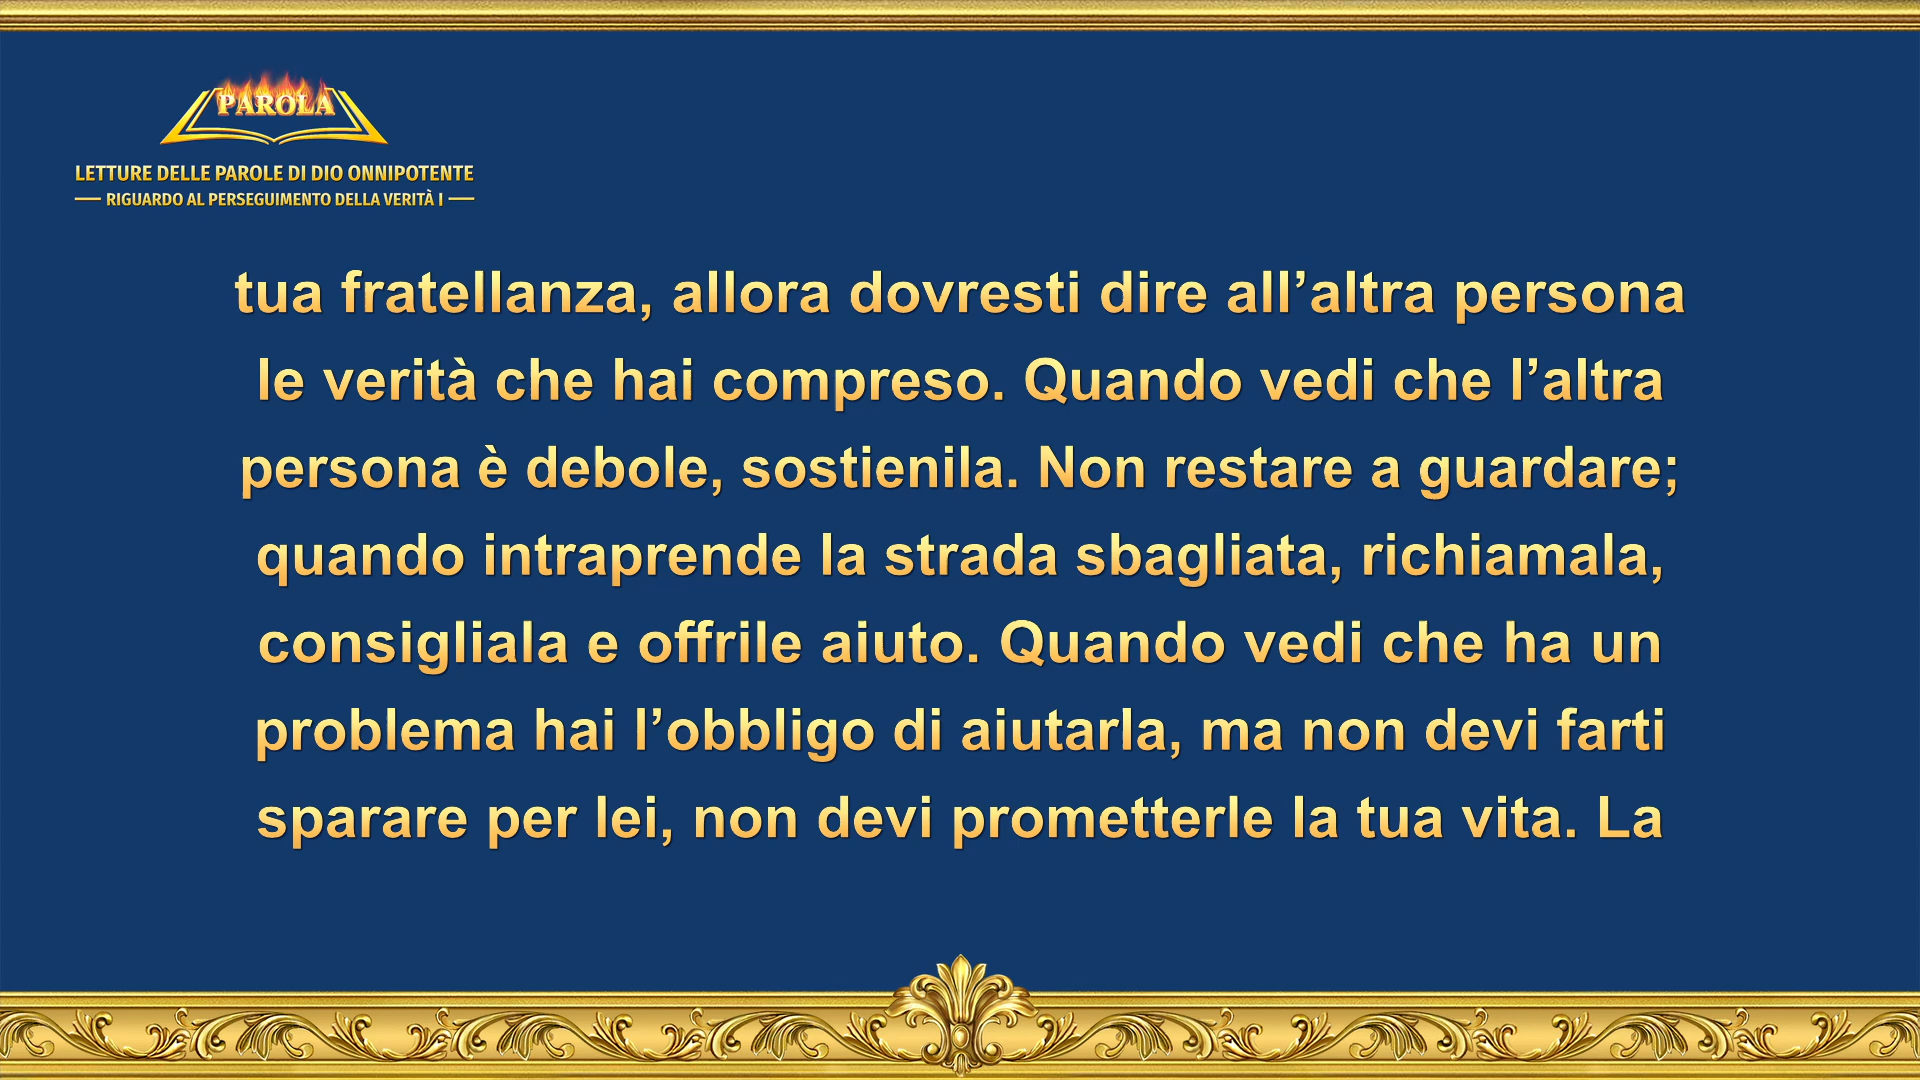 PAROLA
LETTURE DELLE PAROLE DI DIO ONNIPOTENTE
RIGUARDO AL PERSEGUIMENTO DELLA VERITÀ I
tua fratellanza, allora dovresti dire all’altra persona
le verità che hai compreso. Quando vedi che l’altra
persona è debole, sostienila. Non restare a guardare;
quando intraprende la strada sbagliata, richiamala,
consigliala e offrile aiuto. Quando vedi che ha un
problema hai l’obbligo di aiutarla, ma non devi farti
sparare per lei, non devi prometterle la tua vita. La